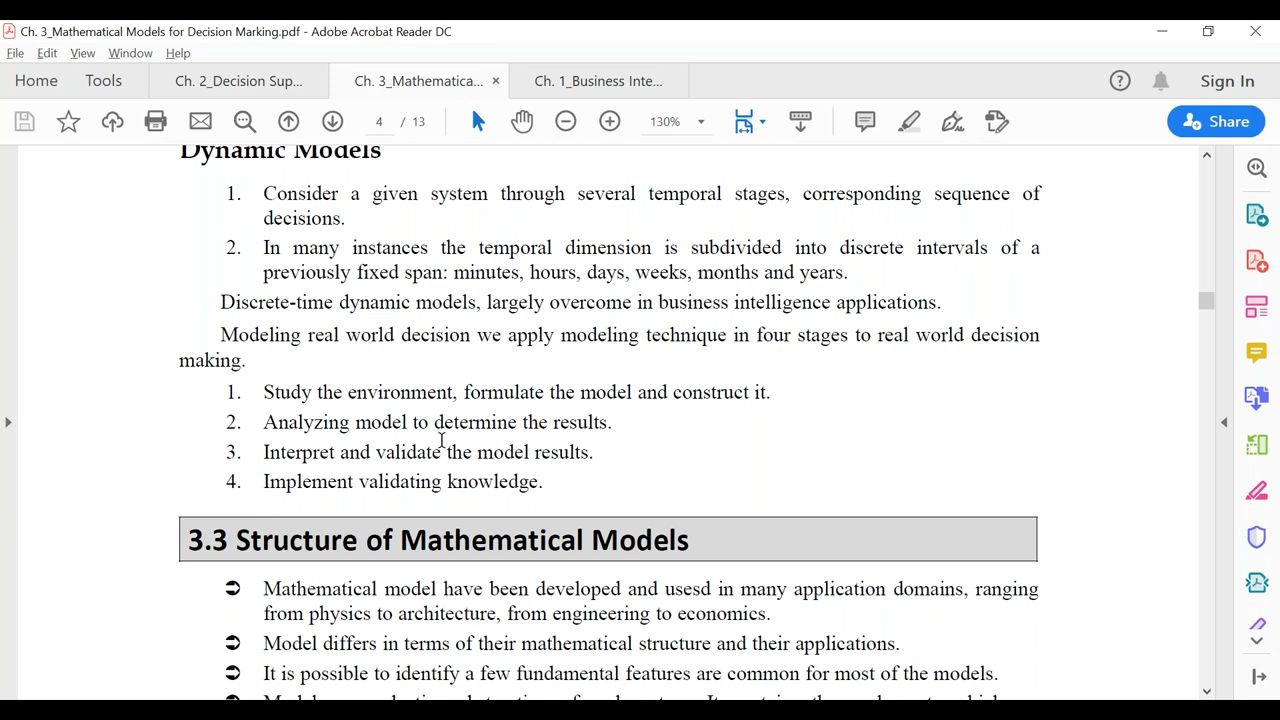 Ch. 3_Mathematical Models for Decision Marking.pdf - Adobe Acrobat Reader DC
File Edit View Window Help
Home Tools Ch. 2_Decision Sup... Ch. 3_Mathematica... × Ch. 1_Business Inte... Sign In
4 / 13 130% Share
Dynamic Models
1. Consider a given system through several temporal stages, corresponding sequence of
decisions.
2. In many instances the temporal dimension is subdivided into discrete intervals of a
previously fixed span: minutes, hours, days, weeks, months and years.
Discrete-time dynamic models, largely overcome in business intelligence applications.
Modeling real world decision we apply modeling technique in four stages to real world decision
making.
1. Study the environment, formulate the model and construct it.
2. Analyzing model to determine the results.
3. Interpret and validate the model results.
4. Implement validating knowledge.
3.3 Structure of Mathematical Models
Mathematical model have been developed and usesd in many application domains, ranging
from physics to architecture, from engineering to economics.
Model differs in terms of their mathematical structure and their applications.
It is possible to identify a few fundamental features are common for most of the models.